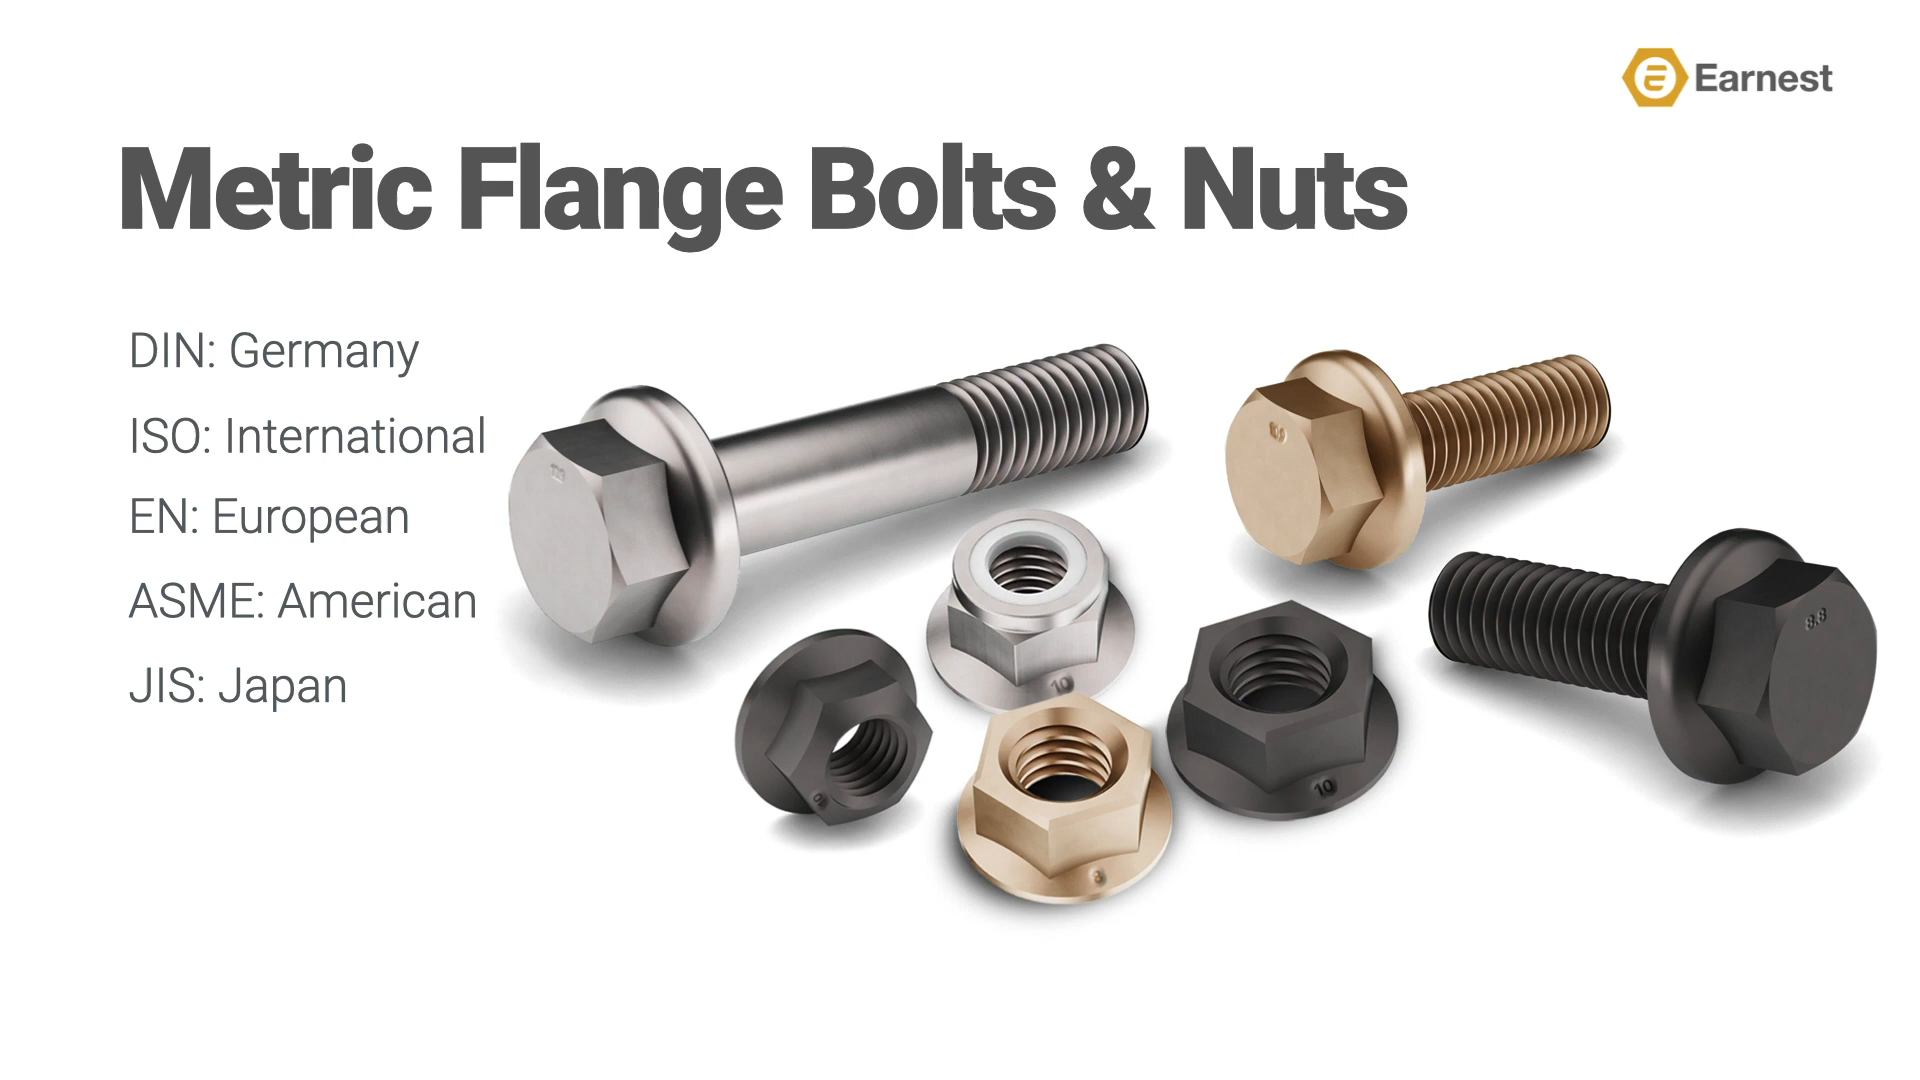 Earnest
Metric Flange Bolts & Nuts
DIN: Germany
ISO: International
EN: European
ASME: American
JIS: Japan
10
8.8
10
8